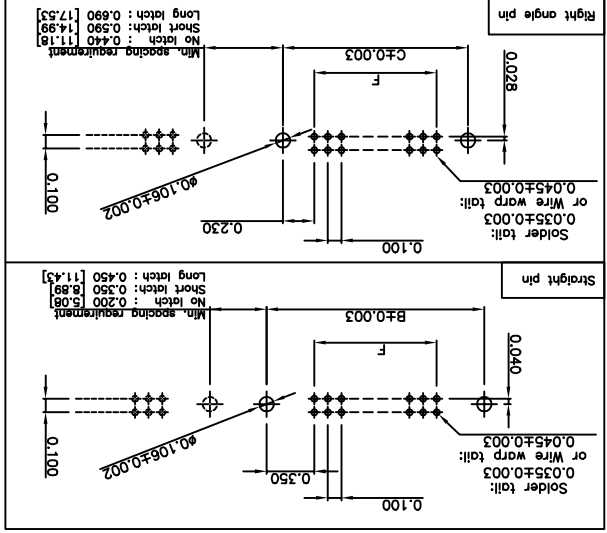 Straight pin
0.100
0.350
0.100
Solder tail:
0.035±0.003
or Wire warp tail:
0.045±0.003
ø0.106±0.002
0.040
F
B±0.003
Min. spacing requirement
No latch : 0.200 [5.08]
Short latch: 0.350 [8.89]
Long latch : 0.450 [11.43]
Right angle pin
0.100
0.230
0.100
Solder tail:
0.035±0.003
or Wire warp tail:
0.045±0.003
ø0.106±0.002
0.028
F
C±0.003
Min. spacing requirement
No latch : 0.440 [11.18]
Short latch: 0.590 [14.99]
Long latch : 0.690 [17.53]